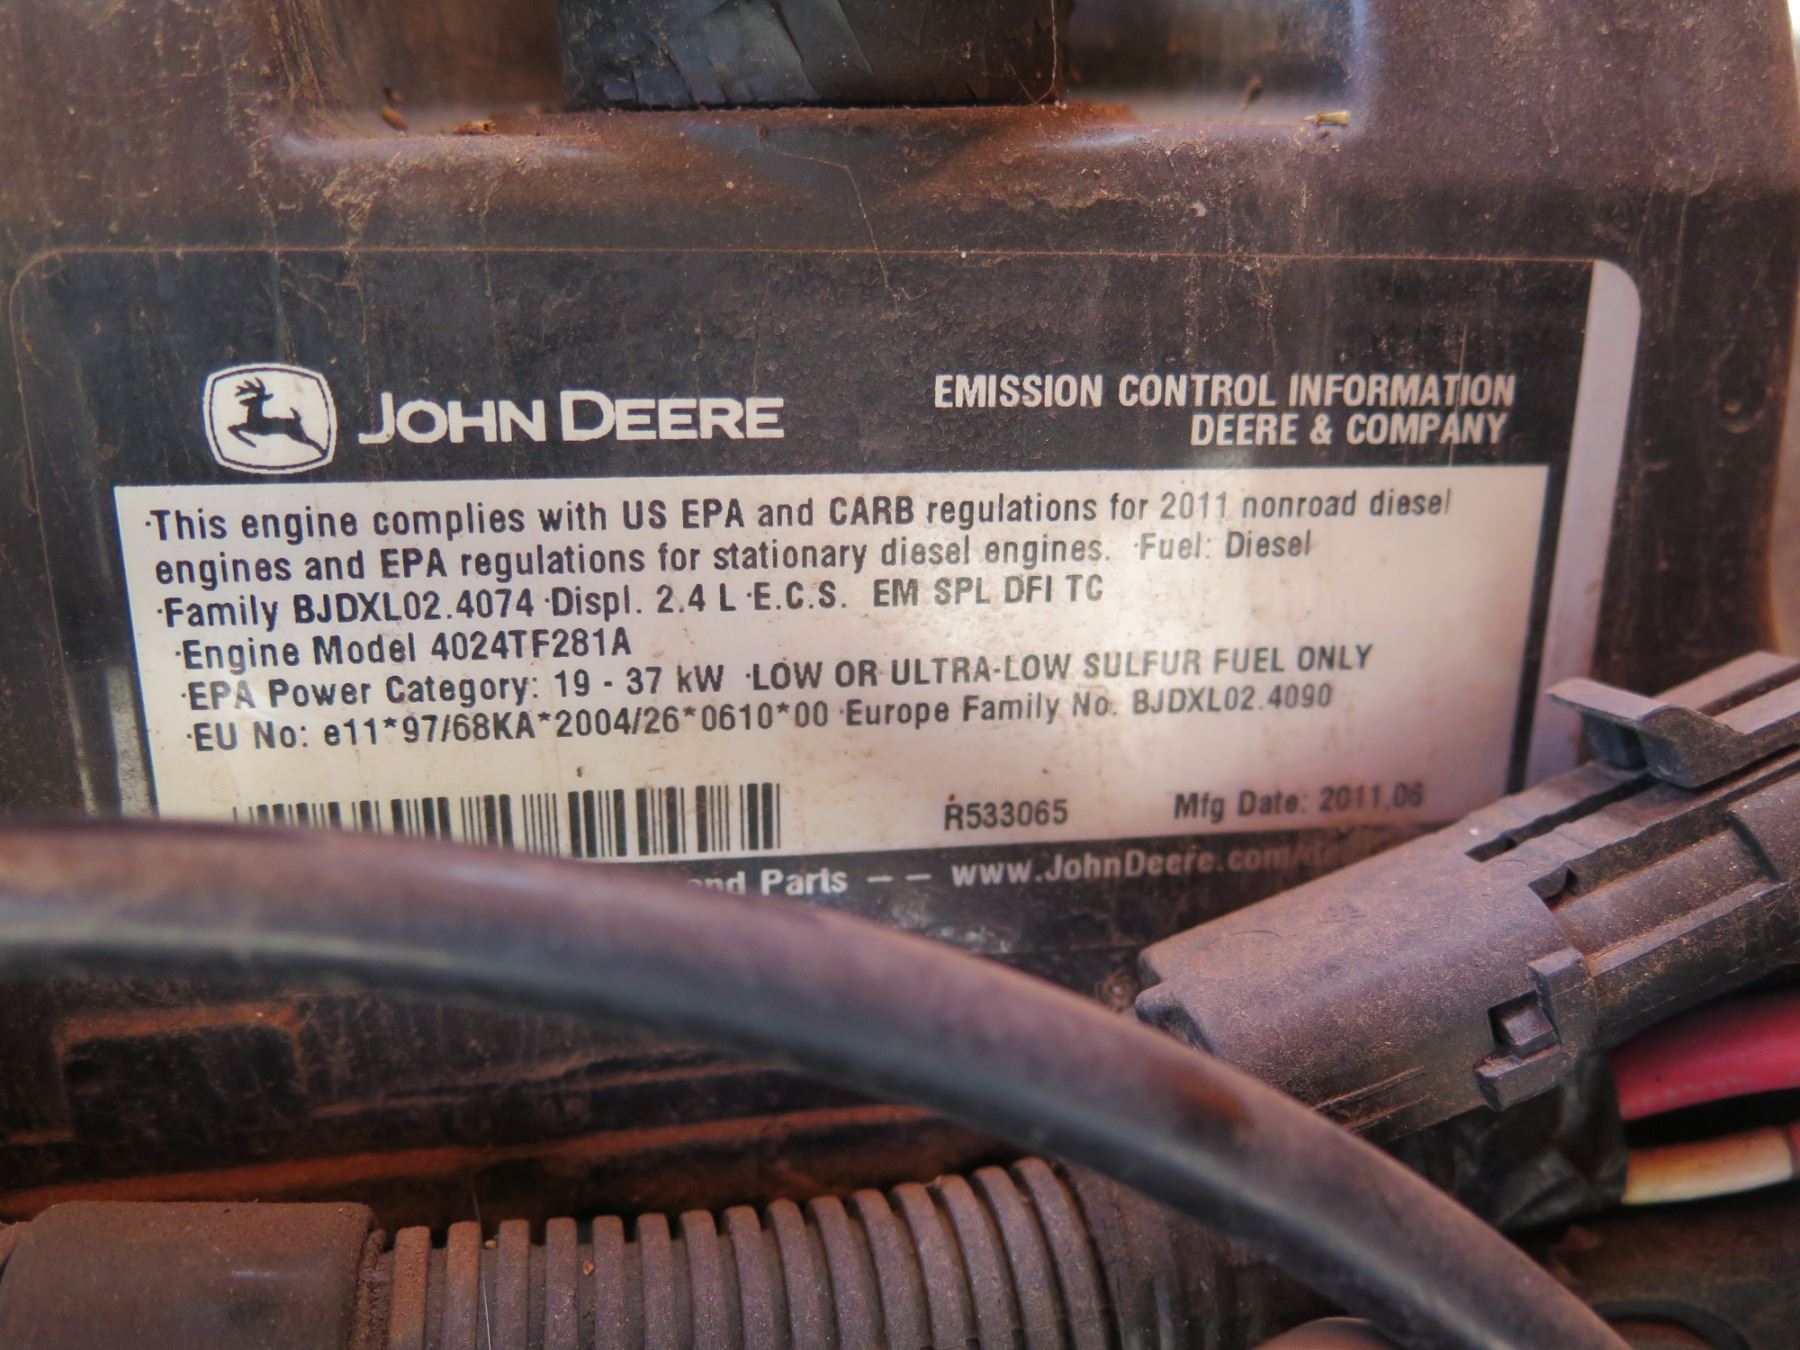 JOHN DEERE
EMISSION CONTROL INFORMATION
DEERE & COMPANY
·This engine complies with US EPA and CARB regulations for 2011 nonroad diesel
engines and EPA regulations for stationary diesel engines. ·Fuel: Diesel
·Family BJDXL02.4074 ·Displ. 2.4 L ·E.C.S. EM SPL DFI TC
·Engine Model 4024TF281A
·EPA Power Category: 19 - 37 kW ·LOW OR ULTRA-LOW SULFUR FUEL ONLY
·EU No: e11*97/68KA*2004/26*0610*00 ·Europe Family No. BJDXL02.4090
R533065 Mfg Date: 2011.06
and Parts — — www.JohnDeere.com/